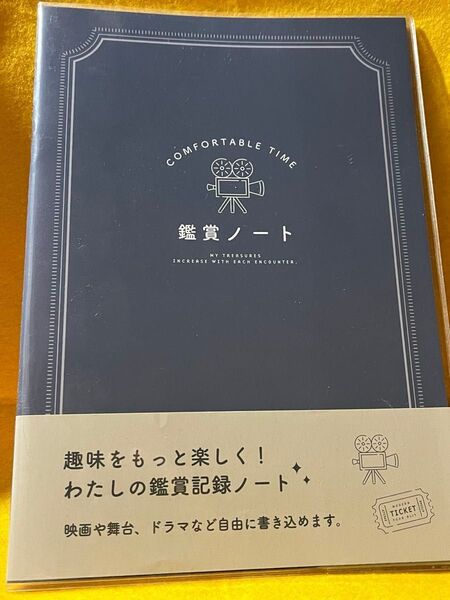 COMFORTABLE TIME
鑑賞ノート
MY TREASURES
INCREASE WITH EACH ENCOUNTER.
趣味をもっと楽しく！
わたしの鑑賞記録ノート
映画や舞台、ドラマなど自由に書き込めます。
TICKET